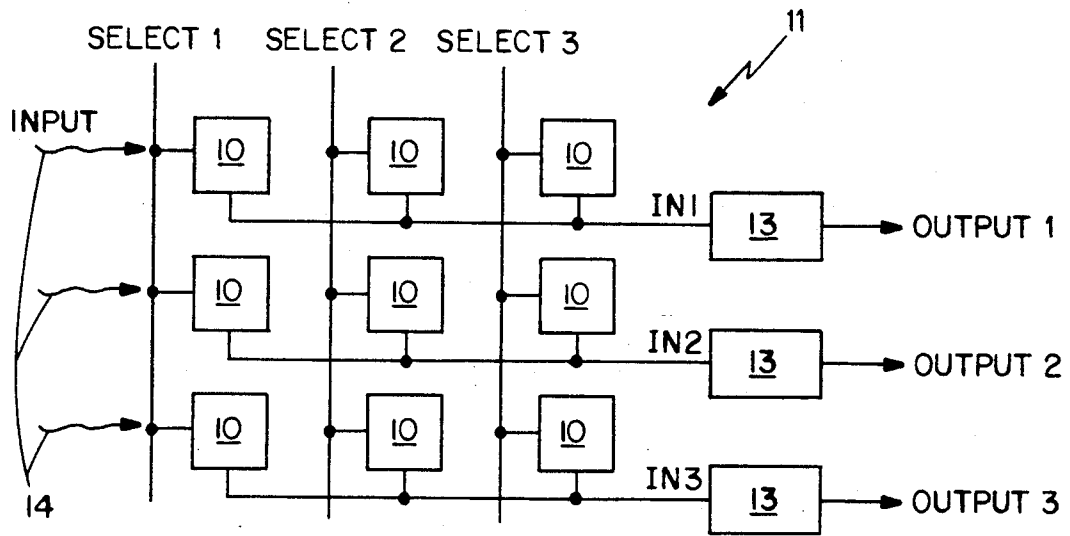 11
SELECT 1 SELECT 2 SELECT 3
INPUT
10 10 10
IN1 13 OUTPUT 1
10 10 10
IN2 13 OUTPUT 2
10 10 10
IN3 13 OUTPUT 3
14